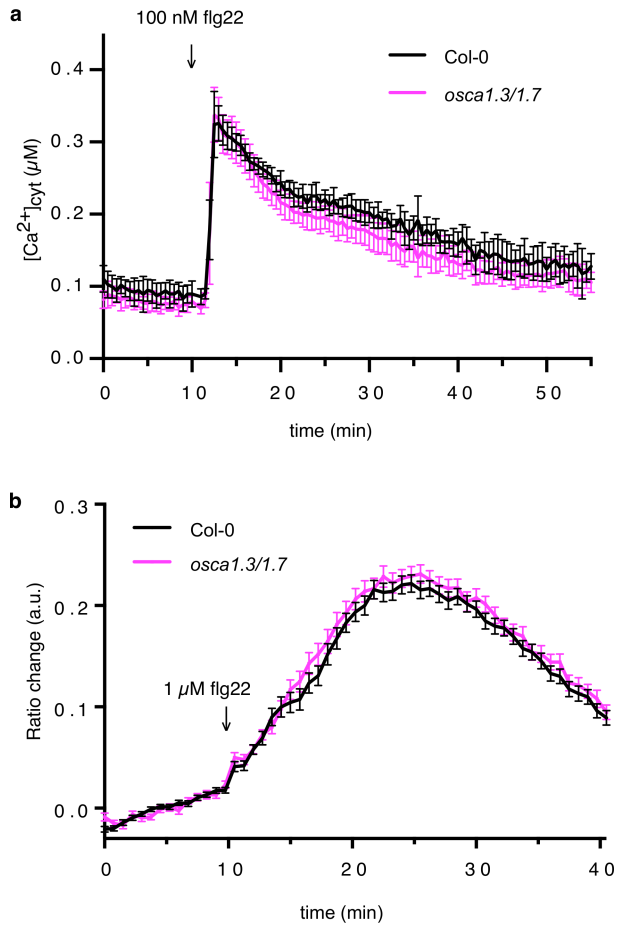 a
100 nM flg22
Col-0
osca1.3/1.7
[Ca2+]cyt (µM)
0.4
0.3
0.2
0.1
0.0
0 10 20 30 40 50
time (min)
b
Col-0
osca1.3/1.7
Ratio change (a.u.)
0.3
0.2
1 µM flg22
0.1
0.0
0 10 20 30 40
time (min)